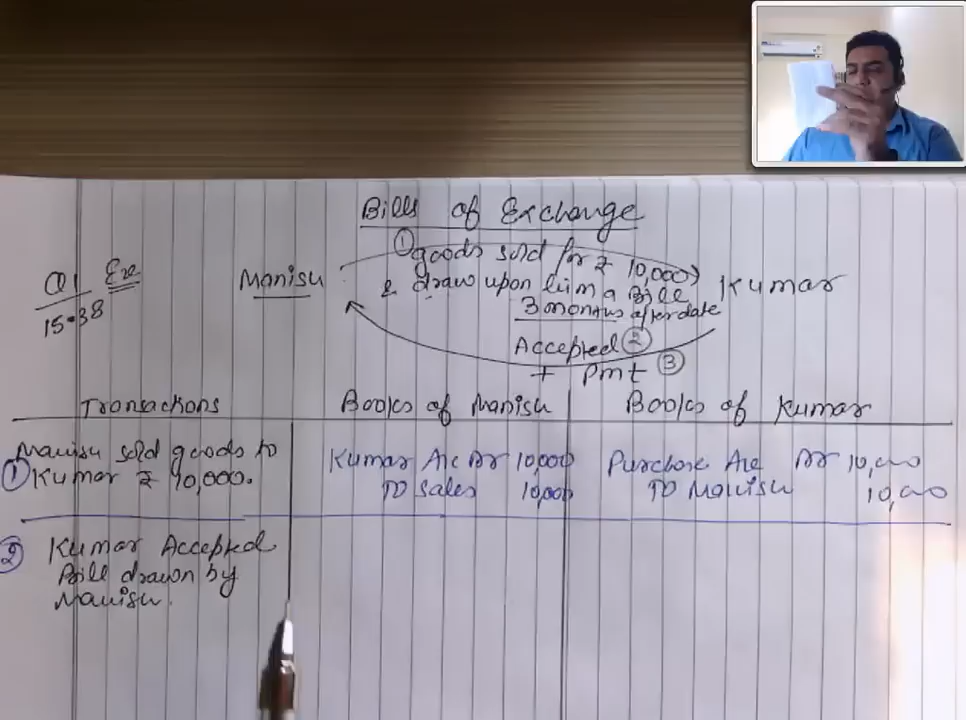 Bills of Exchange
Q1 Exe
15.38
Manish
① goods sold for ₹ 10,000
& draw upon him a Bill
3 months after date
Kumar
Accepted ②
+ Pmt ③
Transactions
Books of Manish
Books of Kumar
① Manish sold goods to
Kumar ₹ 10,000.
Kumar A/c Dr 10,000
To Sales 10,000
Purchase A/c Dr 10,000
To Manish 10,000
② Kumar Accepted
Bill drawn by
Manish.